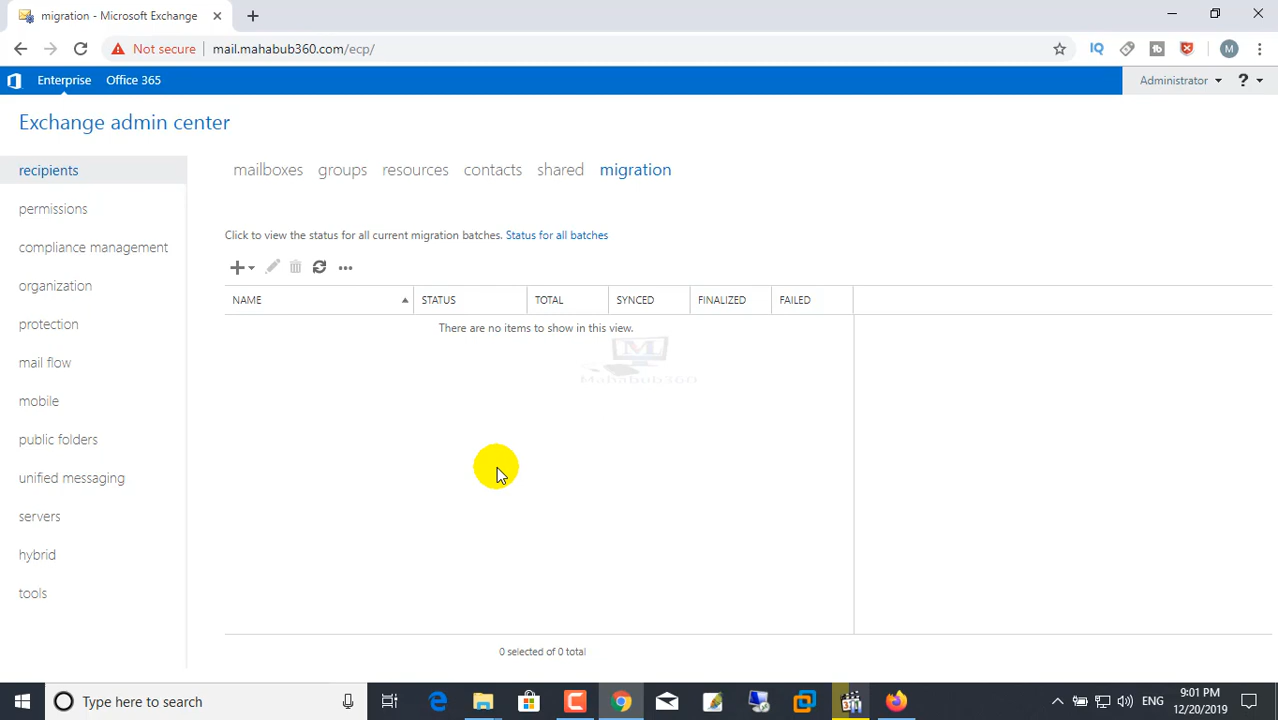 migration - Microsoft Exchange
Not secure mail.mahabub360.com/ecp/
IQ
M
Enterprise Office 365 Administrator ?
Exchange admin center
recipients
permissions
compliance management
organization
protection
mail flow
mobile
public folders
unified messaging
servers
hybrid
tools
mailboxes groups resources contacts shared migration
Click to view the status for all current migration batches. Status for all batches
NAME STATUS TOTAL SYNCED FINALIZED FAILED
There are no items to show in this view.
M
Mahabub360
0 selected of 0 total
Type here to search
ENG
9:01 PM
12/20/2019